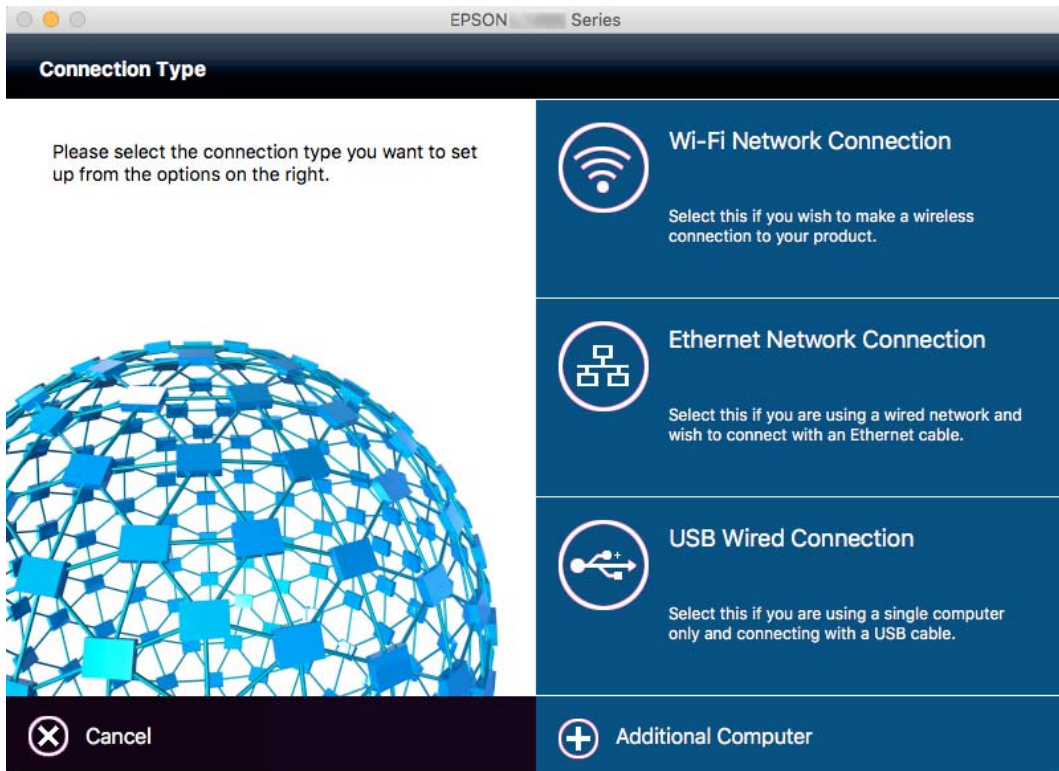 EPSON Series
Connection Type
Please select the connection type you want to set
up from the options on the right.
Wi-Fi Network Connection
Select this if you wish to make a wireless
connection to your product.
Ethernet Network Connection
Select this if you are using a wired network and
wish to connect with an Ethernet cable.
USB Wired Connection
Select this if you are using a single computer
only and connecting with a USB cable.
Cancel
Additional Computer